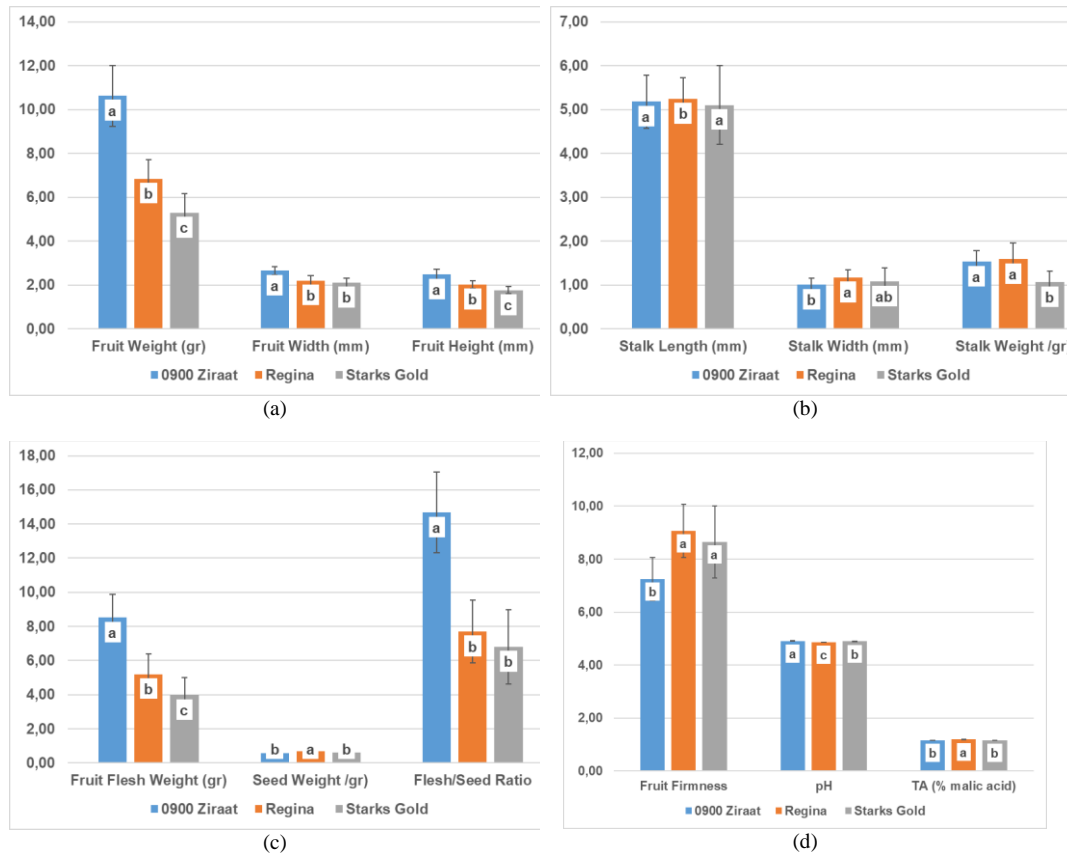 14,00
12,00
10,00
8,00
6,00
4,00
2,00
0,00
a
b
c
a
b
b
a
b
c
Fruit Weight (gr) Fruit Width (mm) Fruit Height (mm)
0900 Ziraat Regina Starks Gold
(a)
7,00
6,00
5,00
4,00
3,00
2,00
1,00
0,00
a
b
a
b
a
ab
a
a
b
Stalk Length (mm) Stalk Width (mm) Stalk Weight /gr)
0900 Ziraat Regina Starks Gold
(b)
18,00
16,00
14,00
12,00
10,00
8,00
6,00
4,00
2,00
0,00
a
b
c
b
a
b
a
b
b
Fruit Flesh Weight (gr) Seed Weight /gr) Flesh/Seed Ratio
0900 Ziraat Regina Starks Gold
(c)
12,00
10,00
8,00
6,00
4,00
2,00
0,00
b
a
a
a
c
b
b
a
b
Fruit Firmness pH TA (% malic acid)
0900 Ziraat Regina Starks Gold
(d)